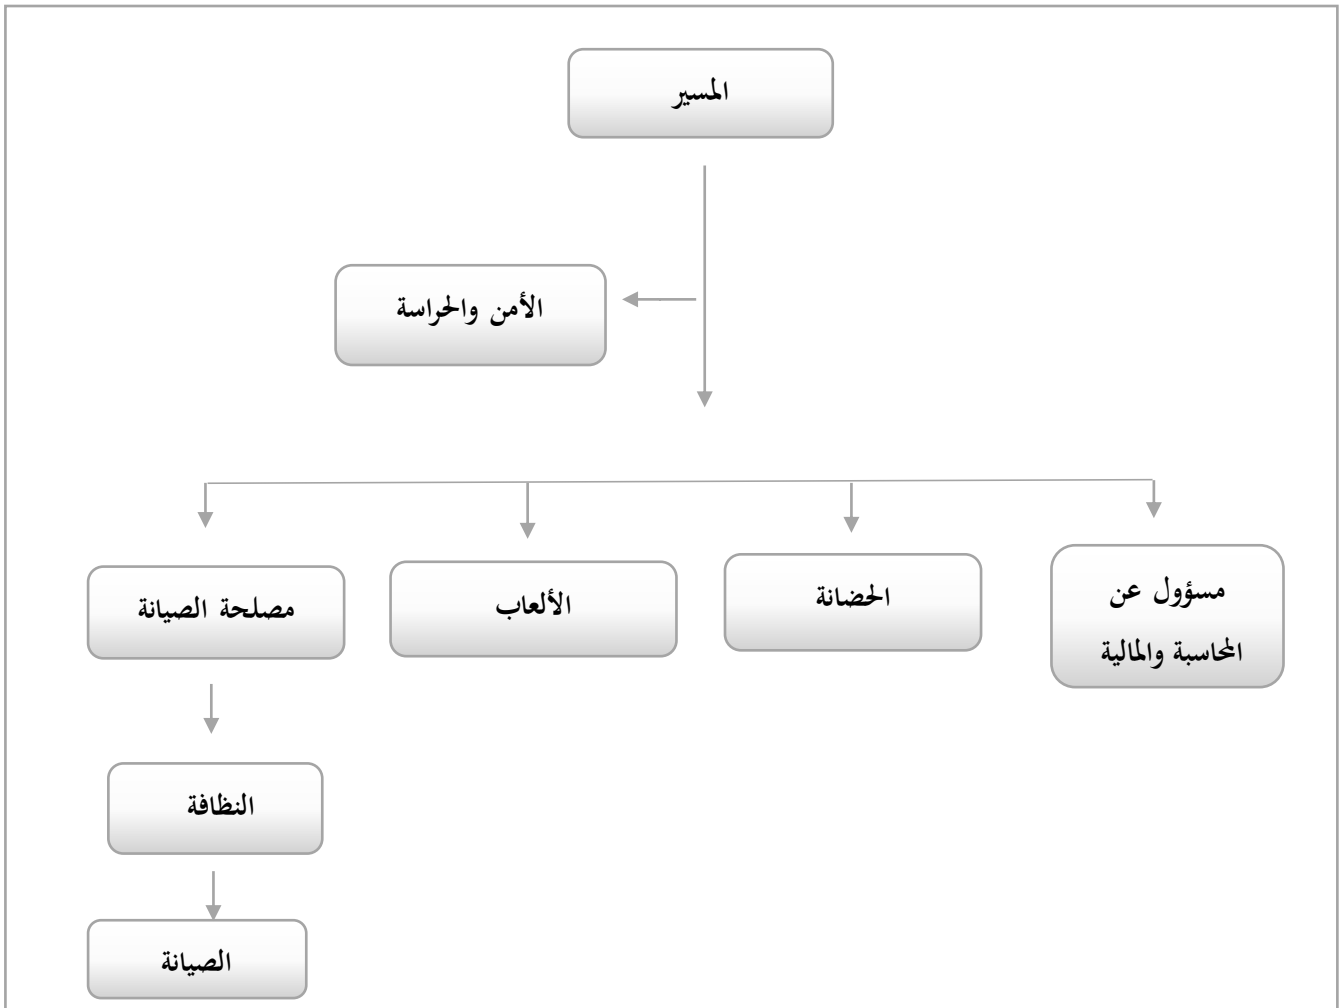 المسير
الأمن والحراسة
مسؤول عن
المحاسبة والمالية
الحضانة
الألعاب
مصلحة الصيانة
النظافة
الصيانة